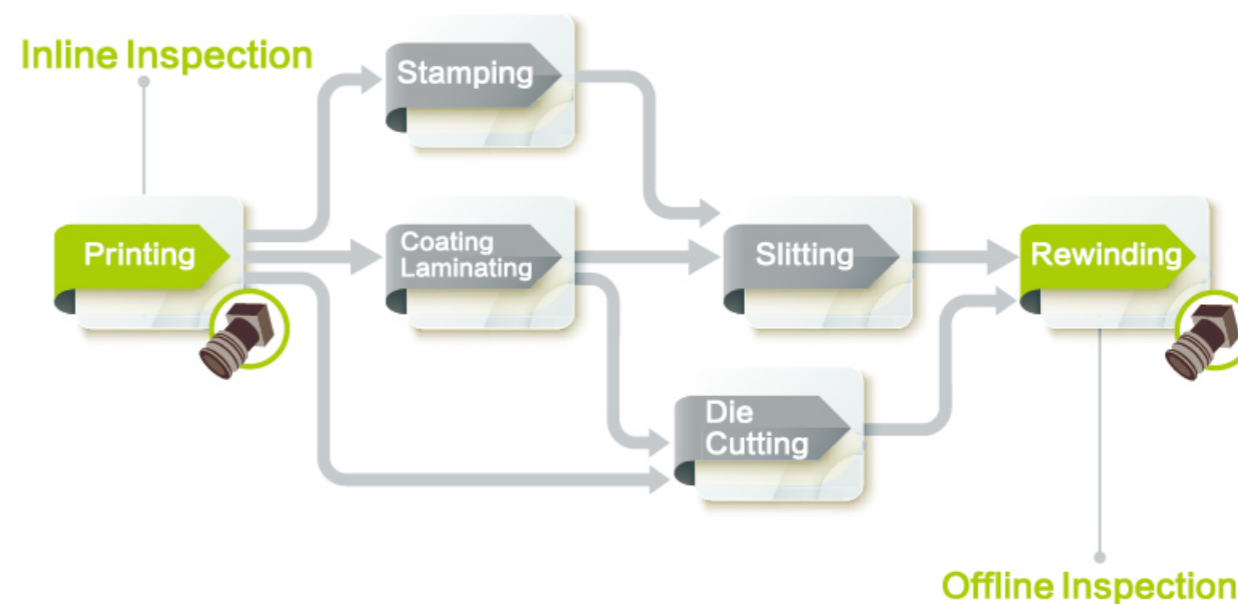 Inline Inspection
Stamping
Printing
Coating
Laminating
Slitting
Rewinding
Die
Cutting
Offline Inspection